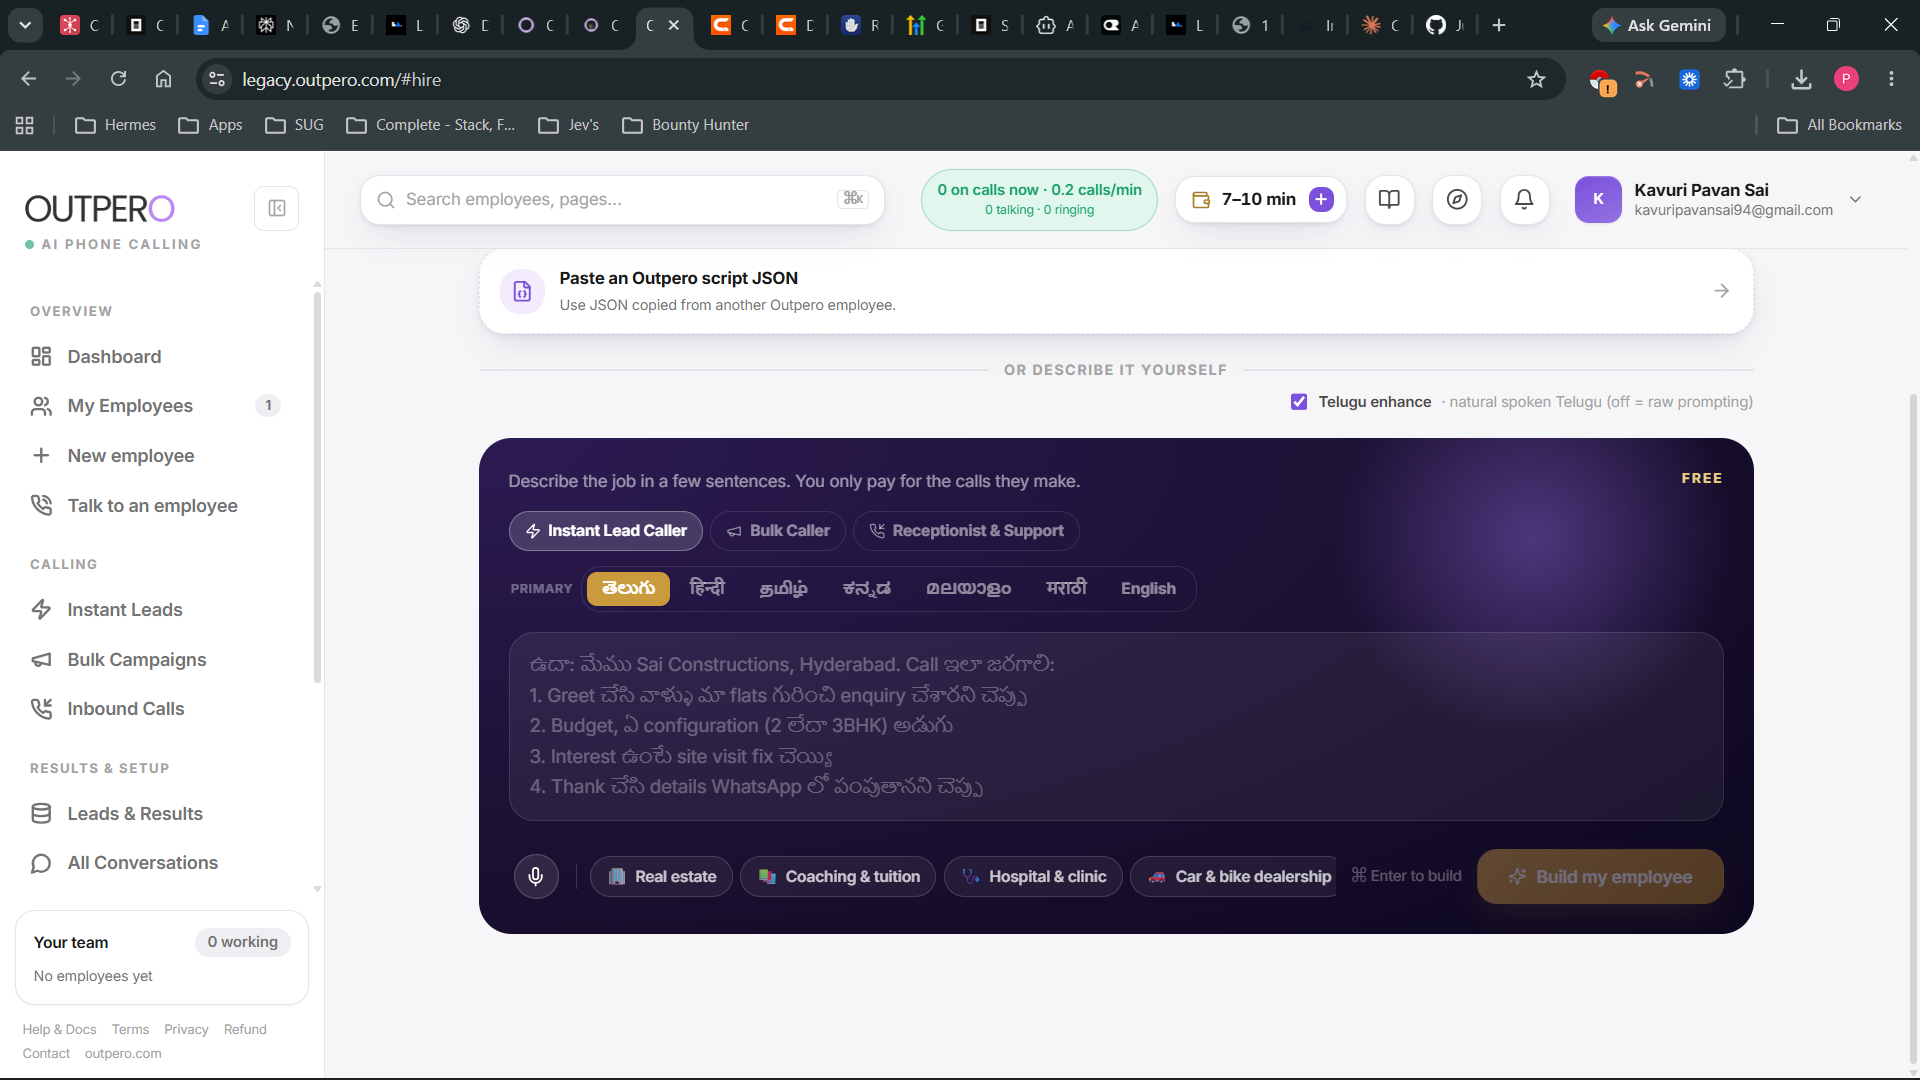 Ask Gemini
legacy.outpero.com/#hire
Hermes
Apps
SUG
Complete - Stack, F...
Jev's
Bounty Hunter
All Bookmarks
OUTPERO
AI PHONE CALLING
Search employees, pages...
⌘K
0 on calls now · 0.2 calls/min
0 talking · 0 ringing
7–10 min
K
Kavuri Pavan Sai
kavuripavansai94@gmail.com
OVERVIEW
Dashboard
My Employees 1
New employee
Talk to an employee
CALLING
Instant Leads
Bulk Campaigns
Inbound Calls
RESULTS & SETUP
Leads & Results
All Conversations
Your team 0 working
No employees yet
Help & Docs Terms Privacy Refund
Contact outpero.com
Paste an Outpero script JSON
Use JSON copied from another Outpero employee.
OR DESCRIBE IT YOURSELF
Telugu enhance · natural spoken Telugu (off = raw prompting)
Describe the job in a few sentences. You only pay for the calls they make.
FREE
Instant Lead Caller Bulk Caller Receptionist & Support
PRIMARY తెలుగు हिन्दी தமிழ் ಕನ್ನಡ മലയാളം मराठी English
ఉదా: మేము Sai Constructions, Hyderabad. Call ఇలా జరగాలి:
1. Greet చేసి వాళ్ళు మా flats గురించి enquiry చేశారని చెప్పు
2. Budget, ఏ configuration (2 లేదా 3BHK) అడుగు
3. Interest ఉంటే site visit fix చెయ్యి
4. Thank చేసి details WhatsApp లో పంపుతానని చెప్పు
Real estate Coaching & tuition Hospital & clinic Car & bike dealership ⌘ Enter to build Build my employee